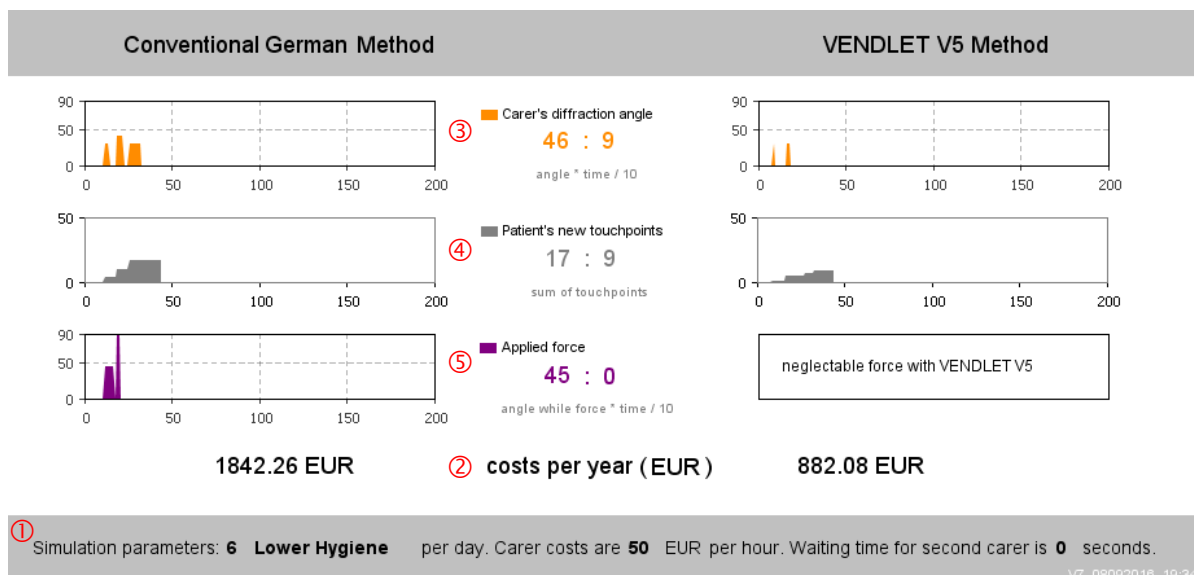 Conventional German Method
VENDLET V5 Method
90
50
0
0 50 100 150 200
③
Carer's diffraction angle
46 : 9
angle * time / 10
90
50
0
0 50 100 150 200
50
0
0 50 100 150 200
④
Patient's new touchpoints
17 : 9
sum of touchpoints
50
0
0 50 100 150 200
90
50
0
0 50 100 150 200
⑤
Applied force
45 : 0
angle while force * time / 10
neglectable force with VENDLET V5
1842.26 EUR
② costs per year (EUR)
882.08 EUR
①
Simulation parameters: 6 Lower Hygiene per day. Carer costs are 50 EUR per hour. Waiting time for second carer is 0 seconds.